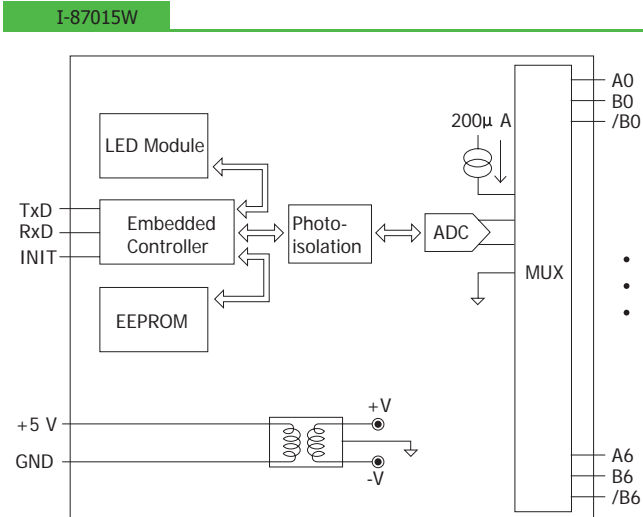 I-87015W
A0
B0
/B0
200μ A
LED Module
TxD
RxD
INIT
Embedded
Controller
Photo-
isolation
ADC
MUX
EEPROM
+5 V
GND
+V
-V
A6
B6
/B6